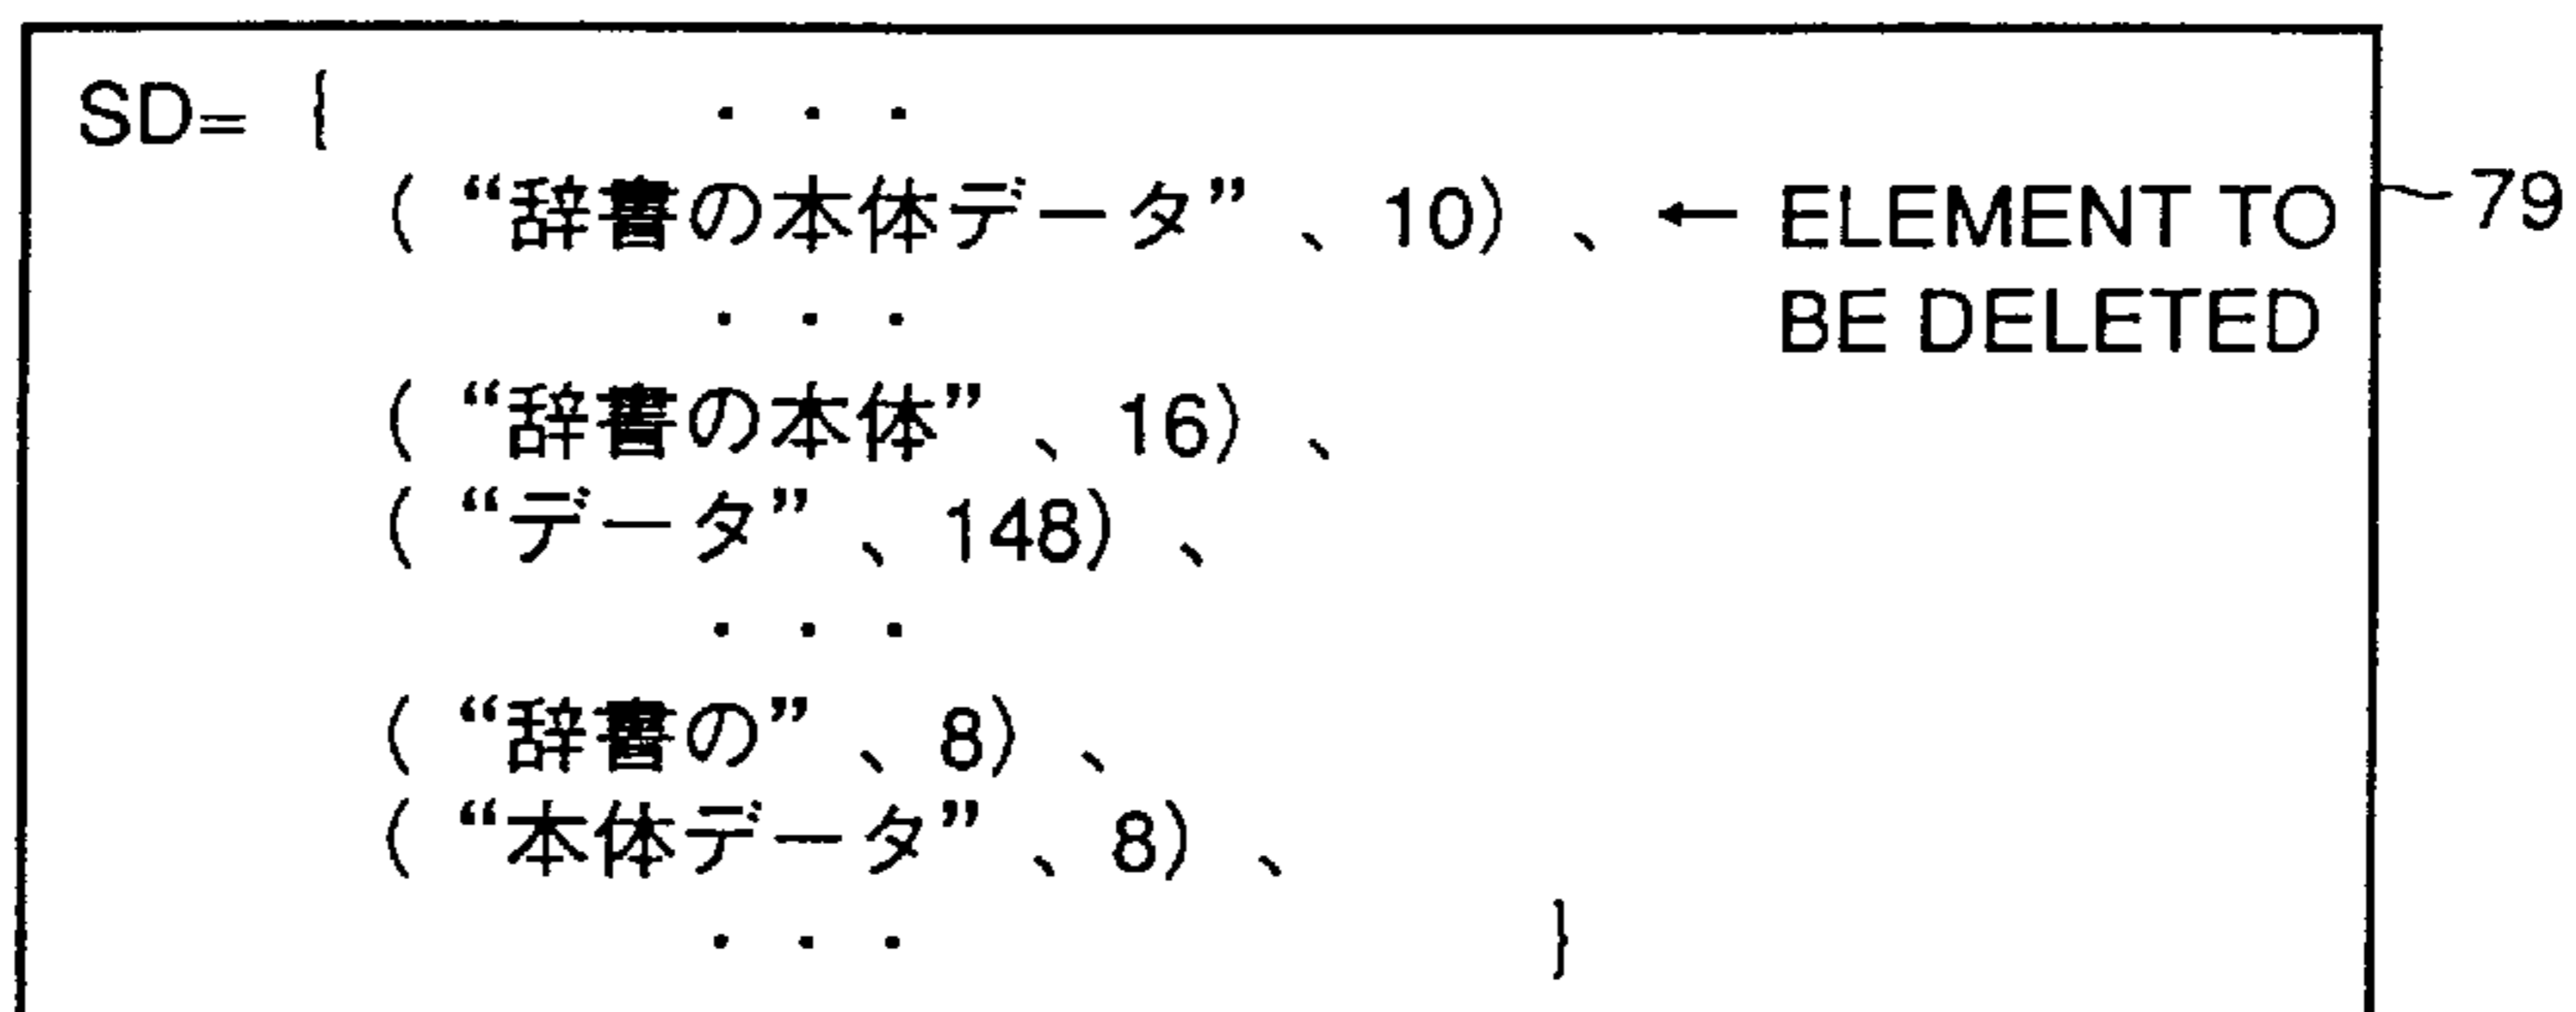 SD= {        ・ ・ ・
( “辞書の本体データ” 、 10) 、 ← ELEMENT TO 79
・ ・ ・ BE DELETED
( “辞書の本体” 、 16) 、
( “データ” 、 148) 、
・ ・ ・
( “辞書の” 、 8) 、
( “本体データ” 、 8) 、
・ ・ ・ }